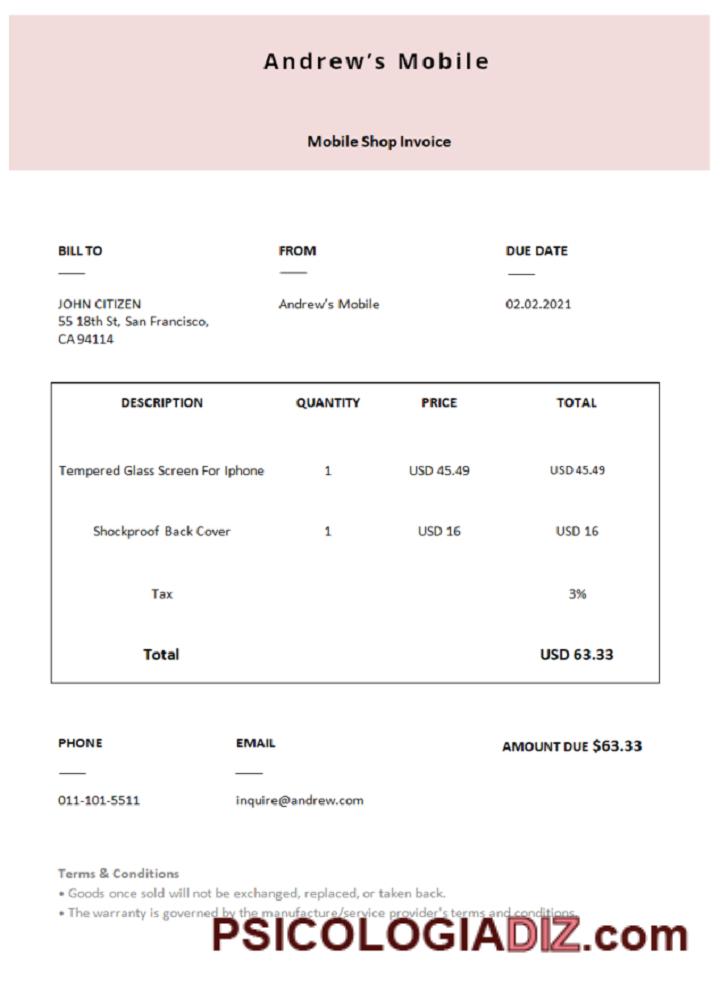 Andrew's Mobile
Mobile Shop Invoice
BILL TO
FROM
DUE DATE
JOHN CITIZEN
55 18th St, San Francisco,
CA 94114
Andrew's Mobile
02.02.2021
DESCRIPTION QUANTITY PRICE TOTAL
Tempered Glass Screen For Iphone 1 USD 45.49 USD 45.49
Shockproof Back Cover 1 USD 16 USD 16
Tax 3%
Total USD 63.33
PHONE
EMAIL
AMOUNT DUE $63.33
011-101-5511
inquire@andrew.com
Terms & Conditions
• Goods once sold will not be exchanged, replaced, or taken back.
• The warranty is governed by the manufacture/service provider's terms and conditions.
PSICOLOGIADIZ.com